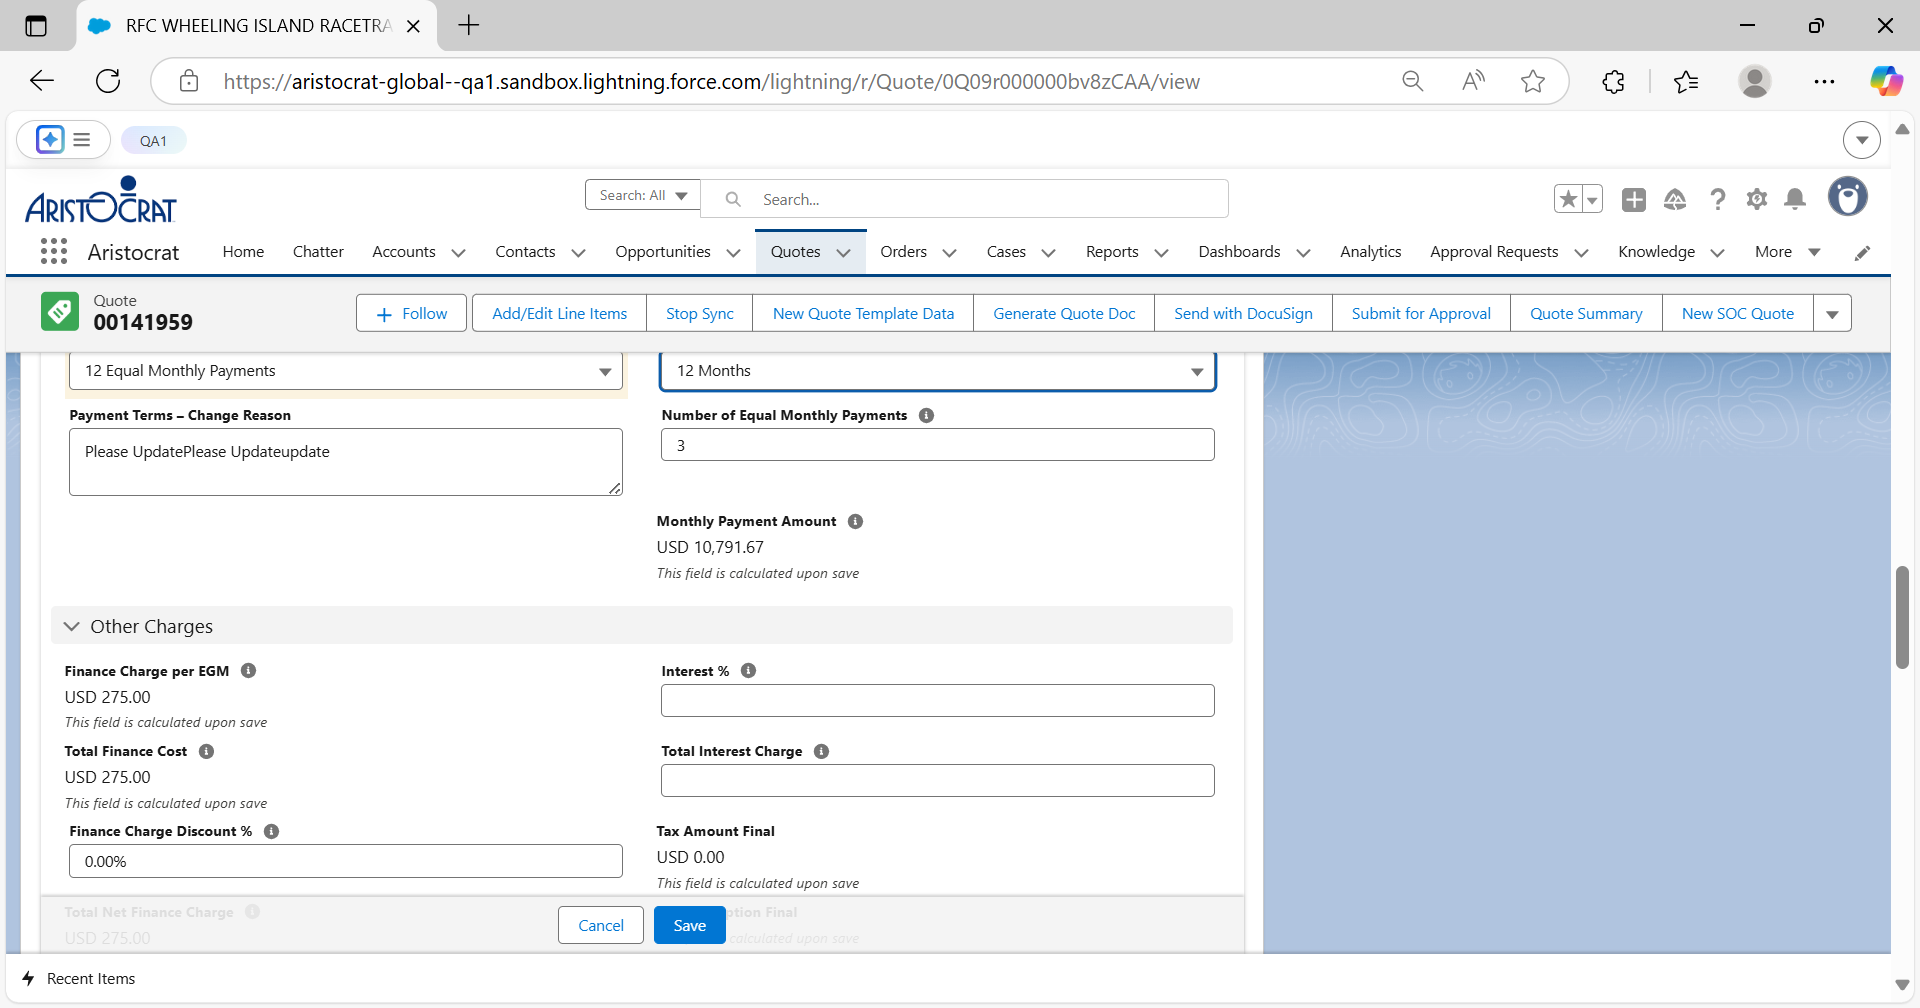 RFC WHEELING ISLAND RACETRA
https://aristocrat-global--qa1.sandbox.lightning.force.com/lightning/r/Quote/0Q09r000000bv8zCAA/view
QA1
ARISTOCRAT
Search: All
Search...
Aristocrat
Home
Chatter
Accounts
Contacts
Opportunities
Quotes
Orders
Cases
Reports
Dashboards
Analytics
Approval Requests
Knowledge
More
Quote
00141959
Follow
Add/Edit Line Items
Stop Sync
New Quote Template Data
Generate Quote Doc
Send with DocuSign
Submit for Approval
Quote Summary
New SOC Quote
12 Equal Monthly Payments
12 Months
Payment Terms – Change Reason
Please UpdatePlease Updateupdate
Number of Equal Monthly Payments
3
Monthly Payment Amount
USD 10,791.67
This field is calculated upon save
Other Charges
Finance Charge per EGM
USD 275.00
This field is calculated upon save
Interest %
Total Finance Cost
USD 275.00
This field is calculated upon save
Total Interest Charge
Finance Charge Discount %
0.00%
Tax Amount Final
USD 0.00
This field is calculated upon save
Total Net Finance Charge
USD 275.00
ption Final
calculated upon save
Cancel
Save
Recent Items